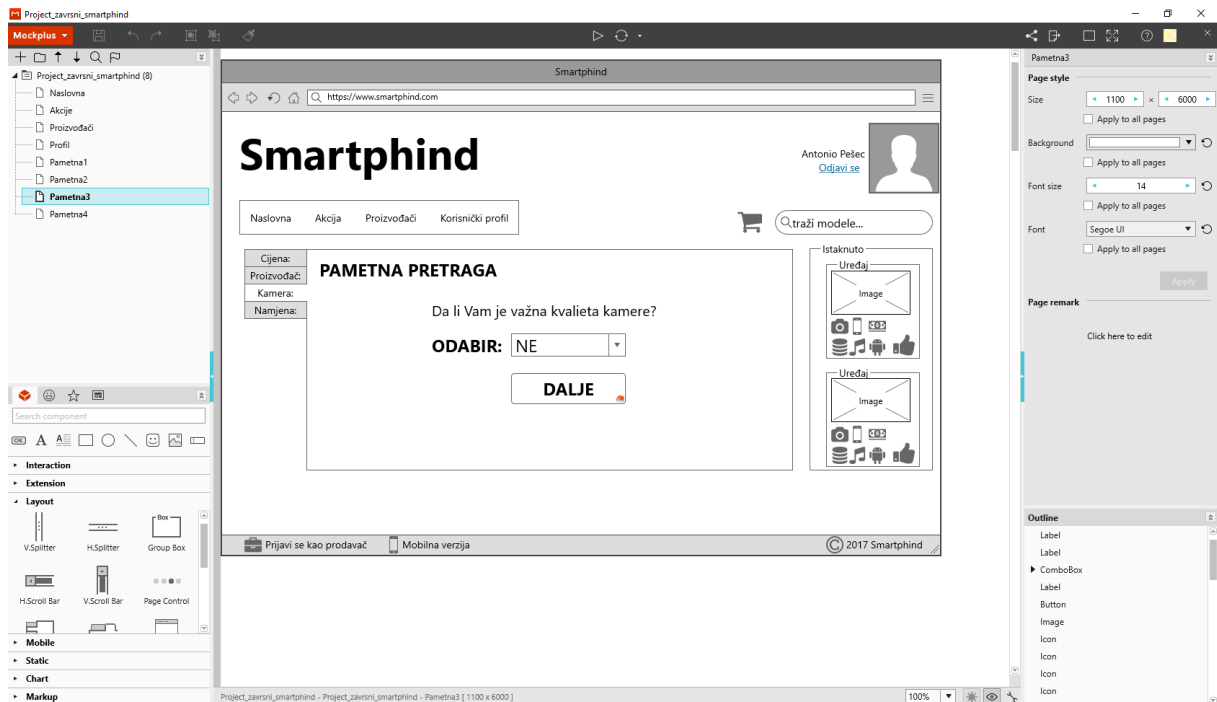 Project_zavrsni_smartphind
Mockplus
Project_zavrsni_smartphind (8)
Naslovna
Akcije
Proizvođači
Profil
Pametna1
Pametna2
Pametna3
Pametna4
Search component
OK A A
Interaction
Extension
Layout
Box
V.Splitter H.Splitter Group Box
H.Scroll Bar V.Scroll Bar Page Control
Mobile
Static
Chart
Markup
Smartphind
https://www.smartphind.com
Smartphind
Antonio Pešec
Odjavi se
Naslovna Akcija Proizvođači Korisnički profil
traži modele...
Cijena:
Proizvođač:
Kamera:
Namjena:
PAMETNA PRETRAGA
Da li Vam je važna kvalieta kamere?
ODABIR: NE
DALJE
Istaknuto
Uređaj
Image
Uređaj
Image
Prijavi se kao prodavač Mobilna verzija © 2017 Smartphind
Project_zavrsni_smartphind - Project_zavrsni_smartphind - Pametna3 [ 1100 x 6000 ]
100%
Pametna3
Page style
Size 1100 × 6000
Apply to all pages
Background
Apply to all pages
Font size 14
Apply to all pages
Font Segoe UI
Apply to all pages
Apply
Page remark
Click here to edit
Outline
Label
Label
ComboBox
Label
Button
Image
Icon
Icon
Icon
Icon